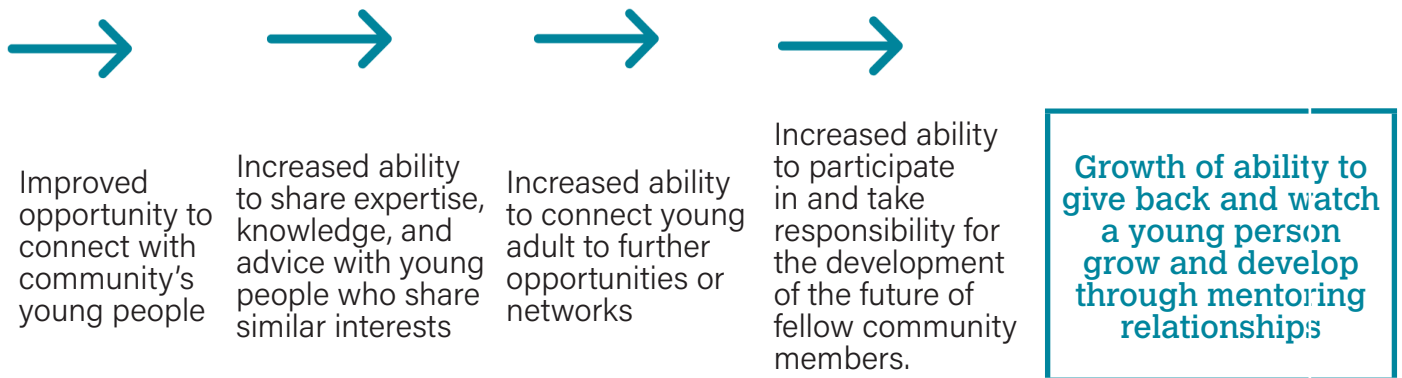 Improved
opportunity to
connect with
community's
young people
Increased ability
to share expertise,
knowledge, and
advice with young
people who share
similar interests
Increased ability
to connect young
adult to further
opportunities or
networks
Increased ability
to participate
in and take
responsibility for
the development
of the future of
fellow community
members.
Growth of ability to
give back and watch
a young person
grow and develop
through mentoring
relationships